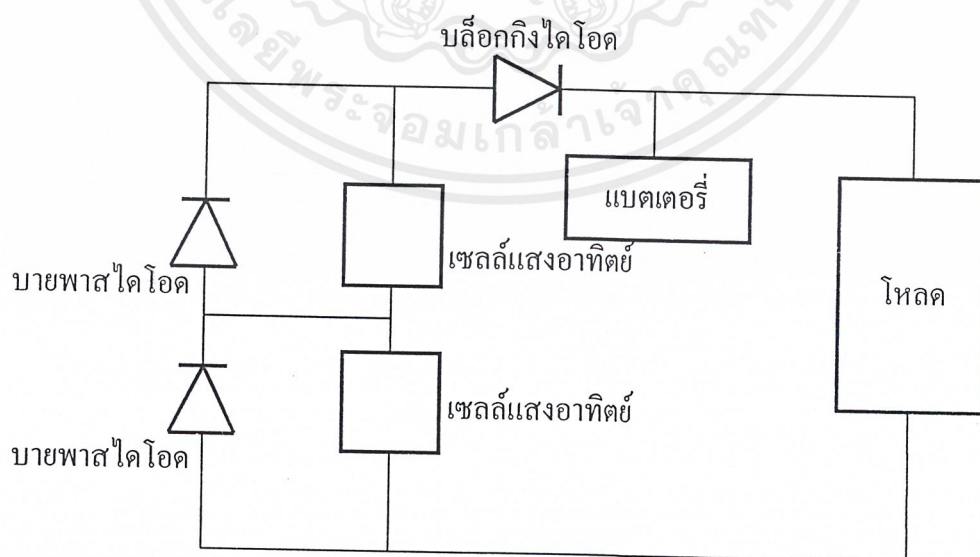 บล็อกกิงไดโอด
แบตเตอรี่
เซลล์แสงอาทิตย์
บายพาสไดโอด
โหลด
เซลล์แสงอาทิตย์
บายพาสไดโอด